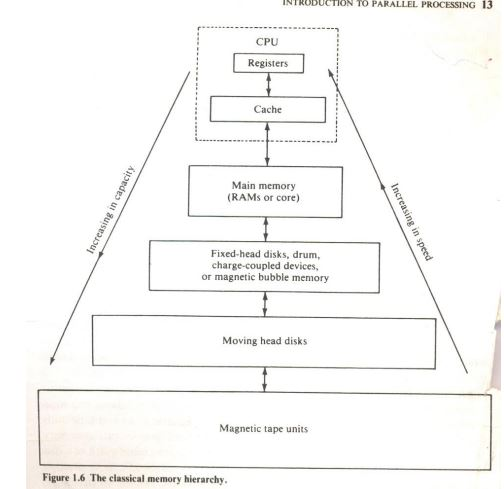 INTRODUCTION TO PARALLEL PROCESSING 13
CPU
Registers
Cache
Increasing in capacity
Increasing in speed
Main memory
(RAMs or core)
Fixed-head disks, drum,
charge-coupled devices,
or magnetic bubble memory
Moving head disks
Magnetic tape units
Figure 1.6 The classical memory hierarchy.